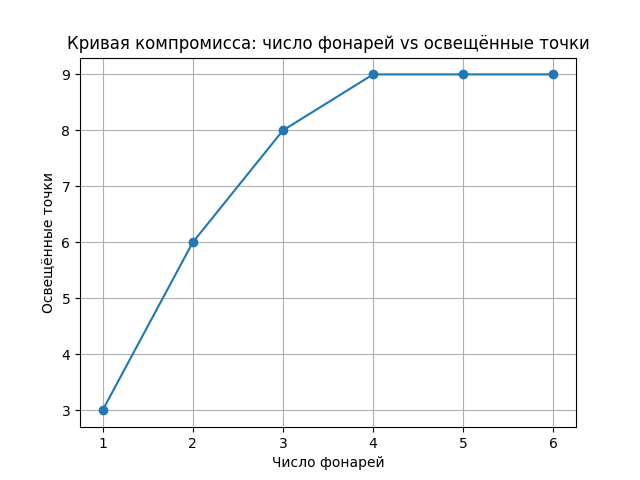 Кривая компромисса: число фонарей vs освещённые точки
Освещённые точки
9
8
7
6
5
4
3
1 2 3 4 5 6
Число фонарей